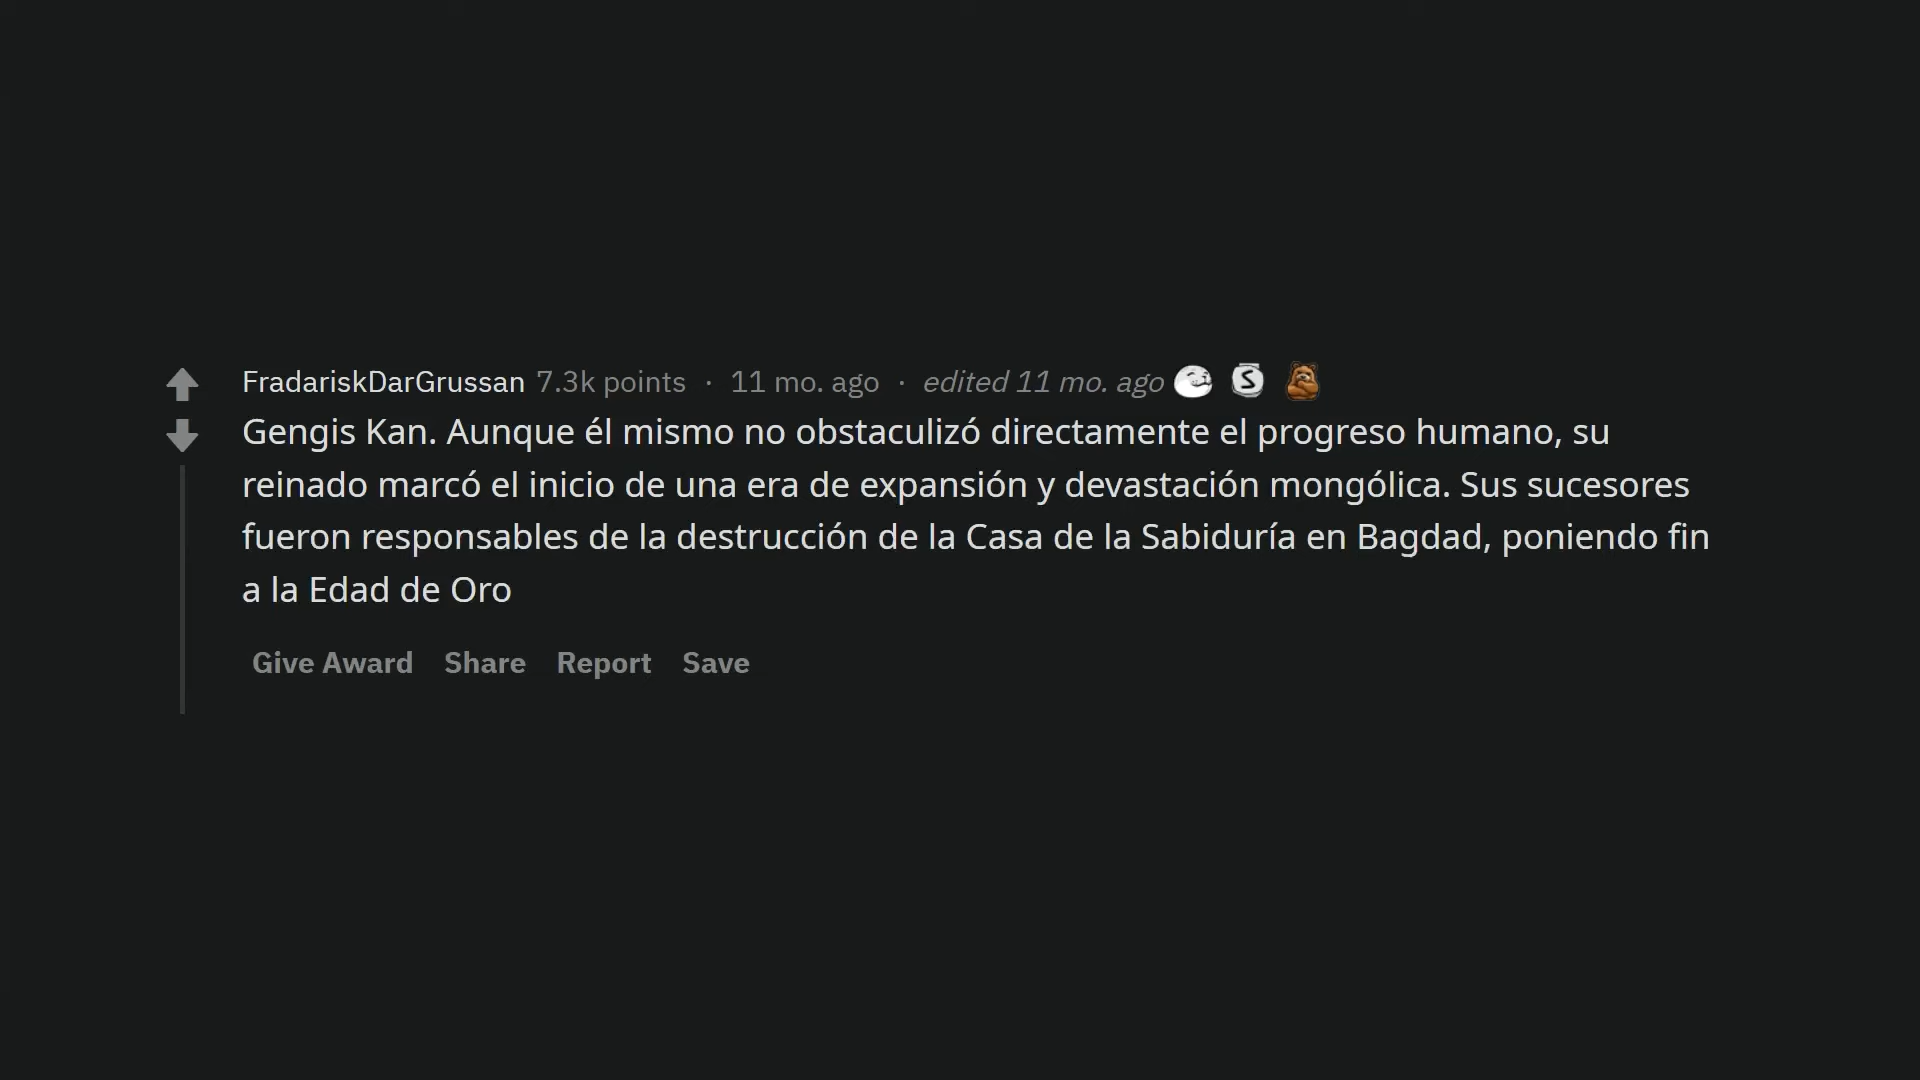 FradariskDarGrussan 7.3k points · 11 mo. ago · edited 11 mo. ago S
Gengis Kan. Aunque él mismo no obstaculizó directamente el progreso humano, su
reinado marcó el inicio de una era de expansión y devastación mongólica. Sus sucesores
fueron responsables de la destrucción de la Casa de la Sabiduría en Bagdad, poniendo fin
a la Edad de Oro
Give Award Share Report Save